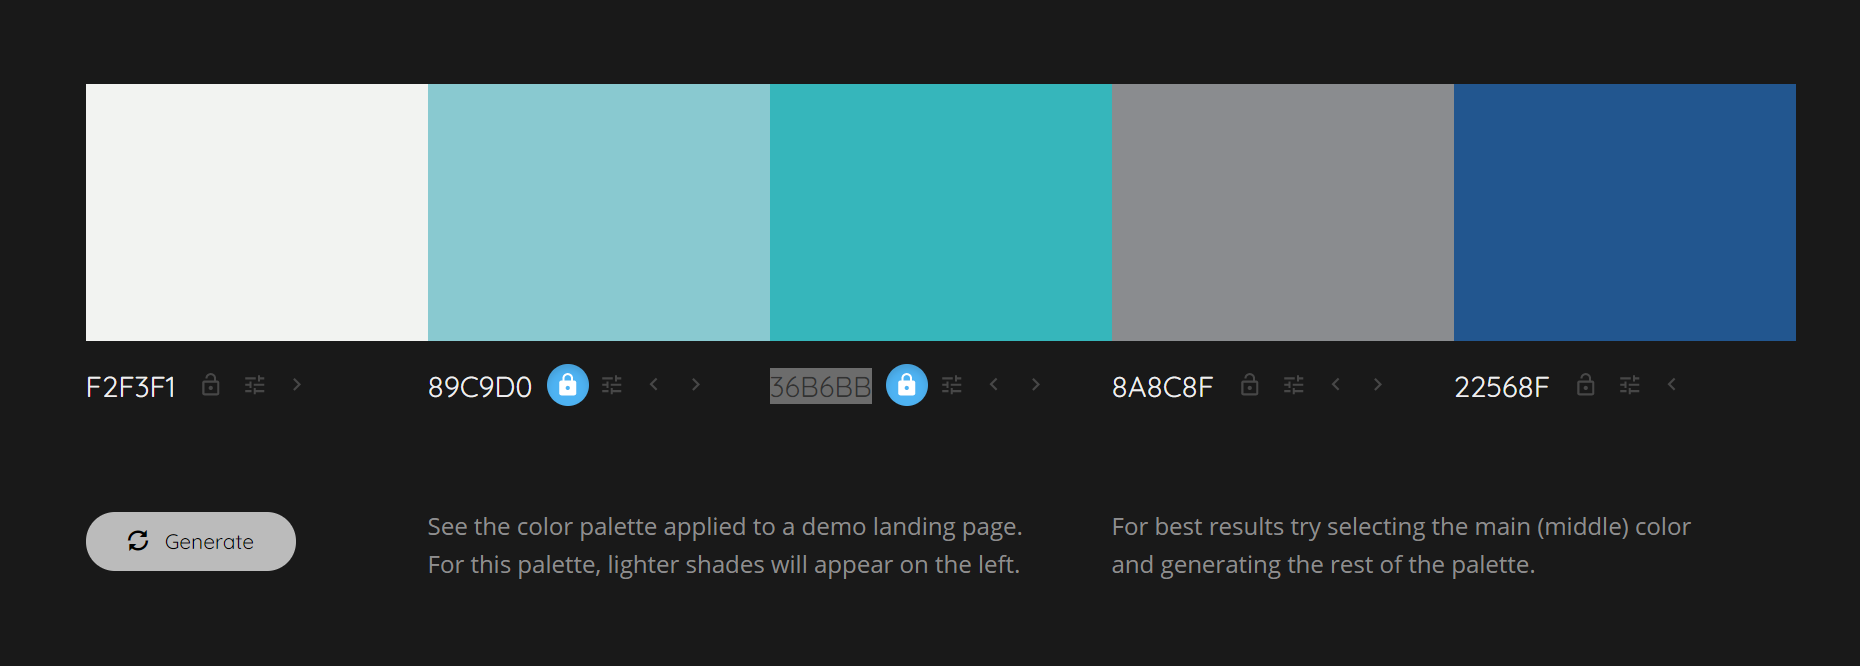 F2F3F1 89C9D0 36B6BB 8A8C8F 22568F
Generate
See the color palette applied to a demo landing page.
For this palette, lighter shades will appear on the left.
For best results try selecting the main (middle) color
and generating the rest of the palette.